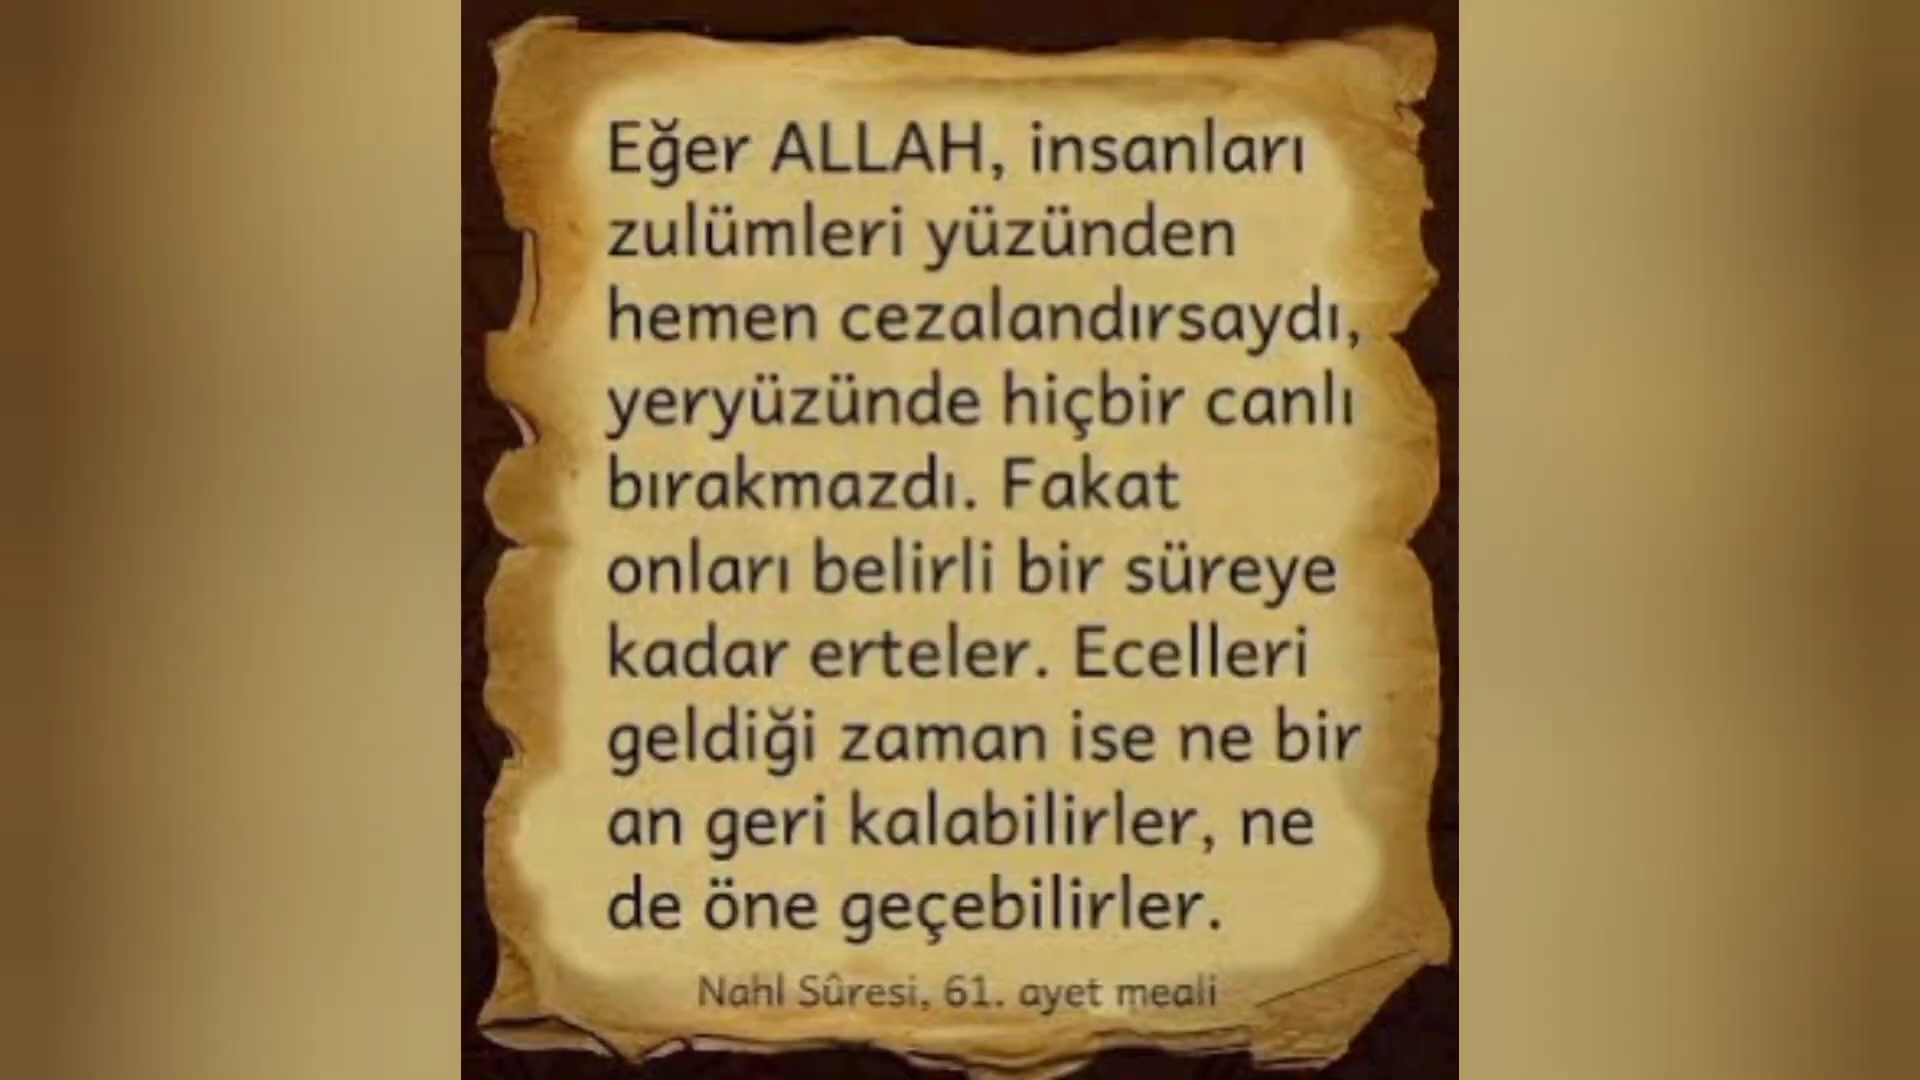 Eğer ALLAH, insanları
zulümleri yüzünden
hemen cezalandırsaydı,
yeryüzünde hiçbir canlı
bırakmazdı. Fakat
onları belirli bir süreye
kadar erteler. Ecelleri
geldiği zaman ise ne bir
an geri kalabilirler, ne
de öne geçebilirler.
Nahl Sûresi, 61. ayet meali